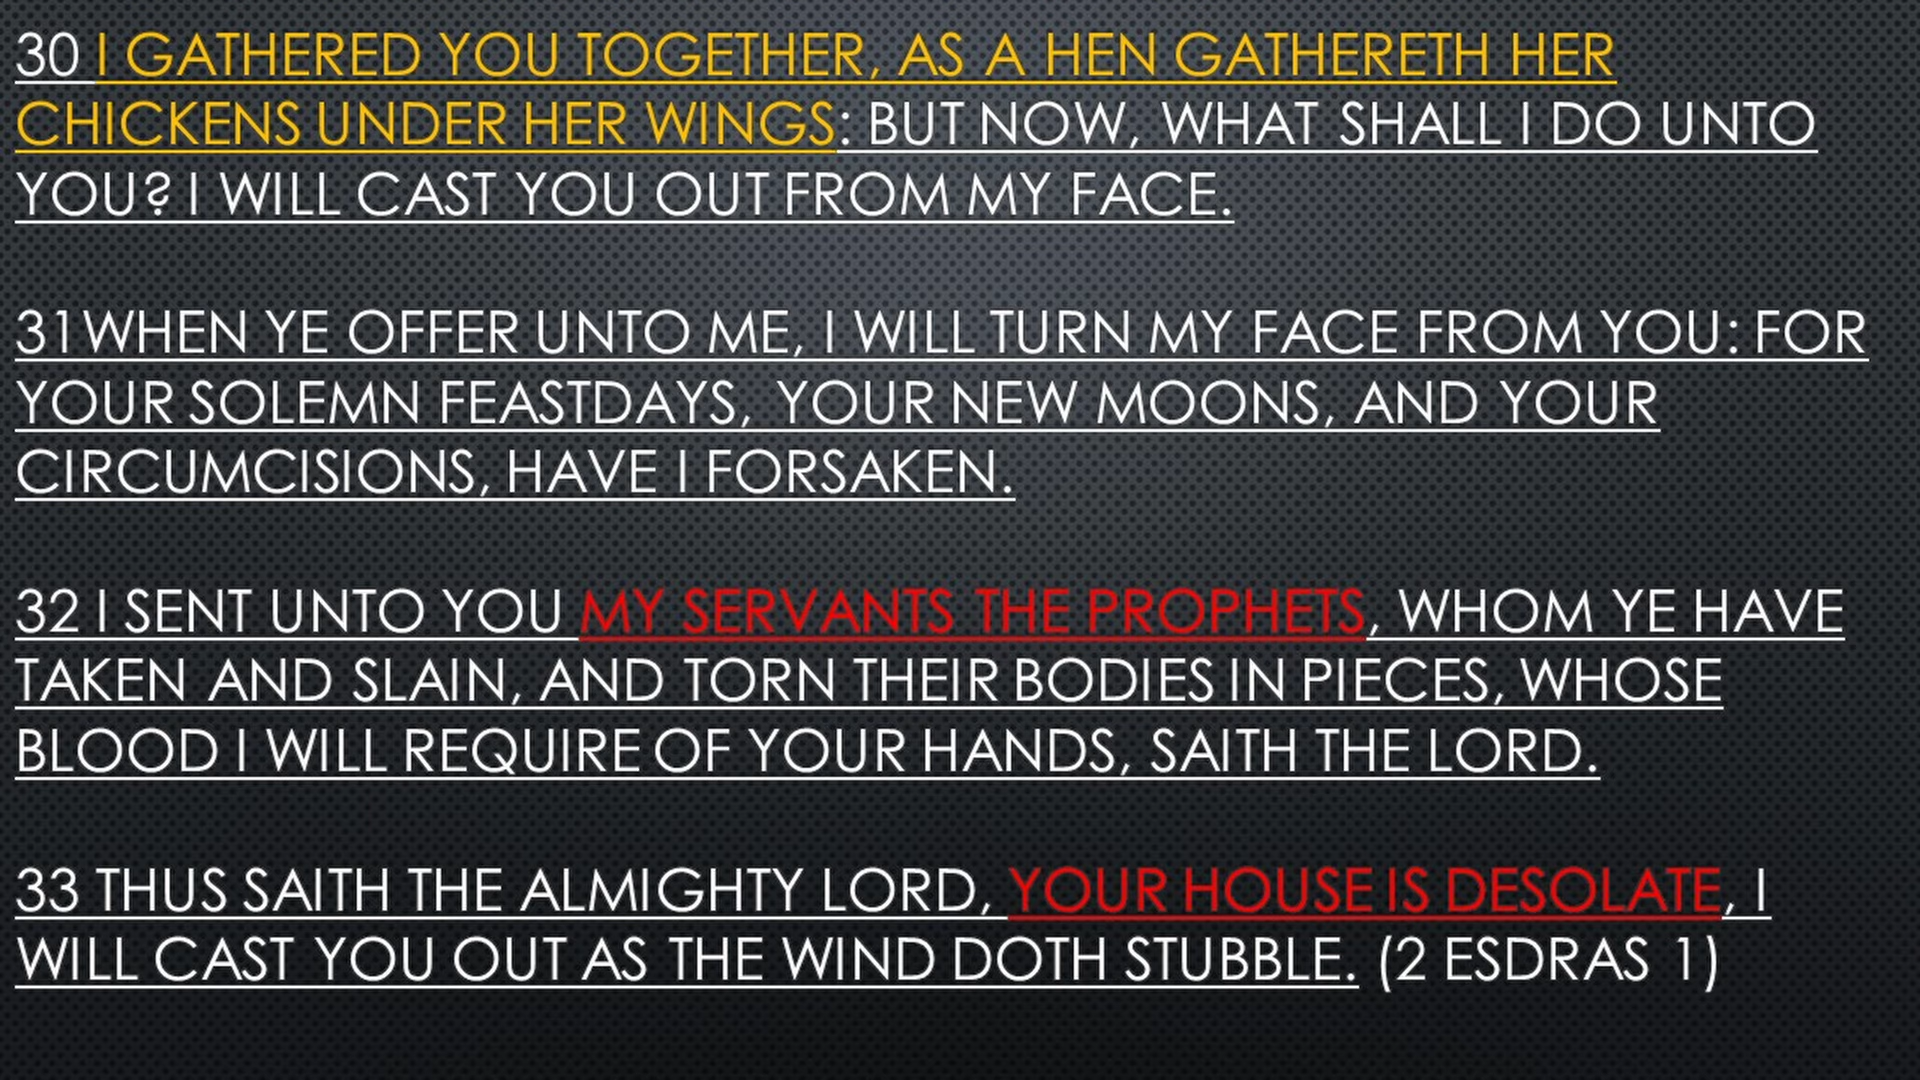 30 I GATHERED YOU TOGETHER, AS A HEN GATHERETH HER
CHICKENS UNDER HER WINGS: BUT NOW, WHAT SHALL I DO UNTO
YOU? I WILL CAST YOU OUT FROM MY FACE.
31WHEN YE OFFER UNTO ME, I WILL TURN MY FACE FROM YOU: FOR
YOUR SOLEMN FEASTDAYS, YOUR NEW MOONS, AND YOUR
CIRCUMCISIONS, HAVE I FORSAKEN.
32 I SENT UNTO YOU MY SERVANTS THE PROPHETS, WHOM YE HAVE
TAKEN AND SLAIN, AND TORN THEIR BODIES IN PIECES, WHOSE
BLOOD I WILL REQUIRE OF YOUR HANDS, SAITH THE LORD.
33 THUS SAITH THE ALMIGHTY LORD, YOUR HOUSE IS DESOLATE, I
WILL CAST YOU OUT AS THE WIND DOTH STUBBLE. (2 ESDRAS 1)